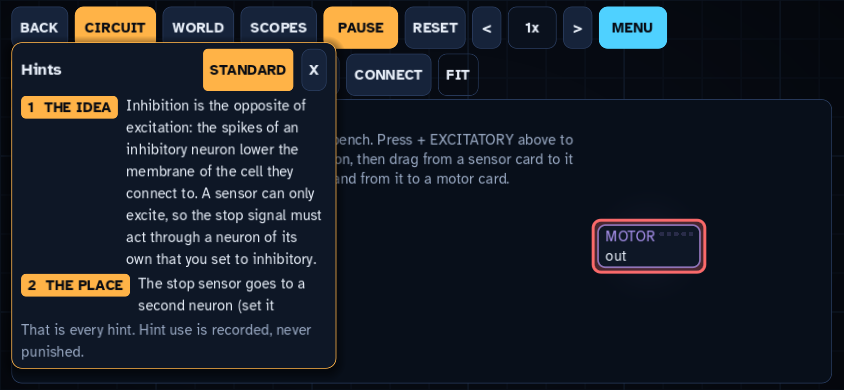 BACK CIRCUIT WORLD SCOPES PAUSE RESET < 1x > MENU
Hints STANDARD X CONNECT FIT
1 THE IDEA Inhibition is the opposite of
excitation: the spikes of an
inhibitory neuron lower the
membrane of the cell they
connect to. A sensor can only
excite, so the stop signal must
act through a neuron of its
own that you set to inhibitory.
2 THE PLACE The stop sensor goes to a
second neuron (set it
That is every hint. Hint use is recorded, never
punished.
bench. Press + EXCITATORY above to
on, then drag from a sensor card to it
and from it to a motor card.
MOTOR
out